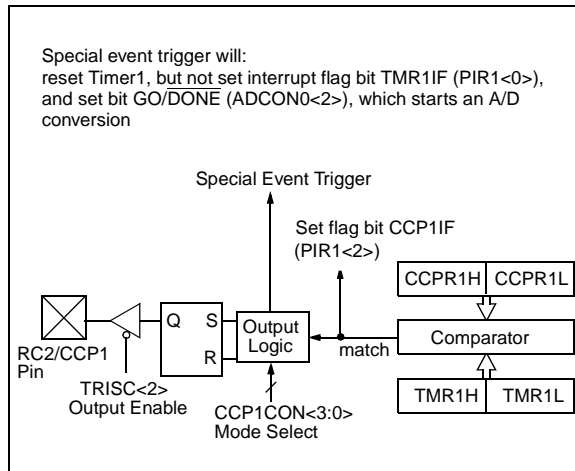 Special event trigger will:
reset Timer1, but not set interrupt flag bit TMR1IF (PIR1<0>),
and set bit GO/DONE (ADCON0<2>), which starts an A/D
conversion
Special Event Trigger
Set flag bit CCP1IF
(PIR1<2>)
CCPR1H CCPR1L
Q S Output
Logic
R
match
Comparator
RC2/CCP1
Pin
TRISC<2>
Output Enable
CCP1CON<3:0>
Mode Select
TMR1H TMR1L